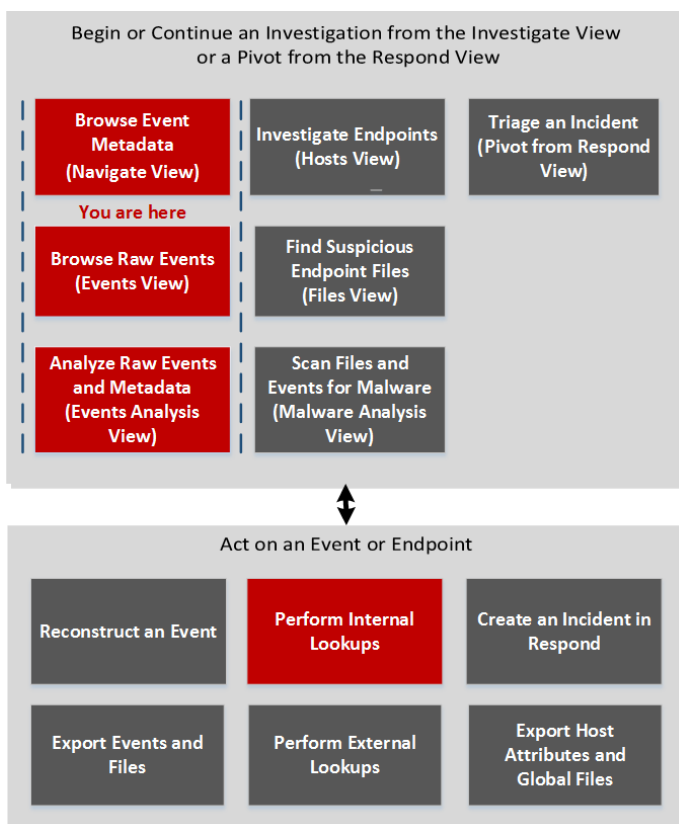 Begin or Continue an Investigation from the Investigate View
or a Pivot from the Respond View
Browse Event
Metadata
(Navigate View)
Investigate Endpoints
(Hosts View)
Triage an Incident
(Pivot from Respond
View)
You are here
Browse Raw Events
(Events View)
Find Suspicious
Endpoint Files
(Files View)
Analyze Raw Events
and Metadata
(Events Analysis
View)
Scan Files and
Events for Malware
(Malware Analysis
View)
Act on an Event or Endpoint
Reconstruct an Event
Perform Internal
Lookups
Create an Incident in
Respond
Export Events and
Files
Perform External
Lookups
Export Host
Attributes and
Global Files